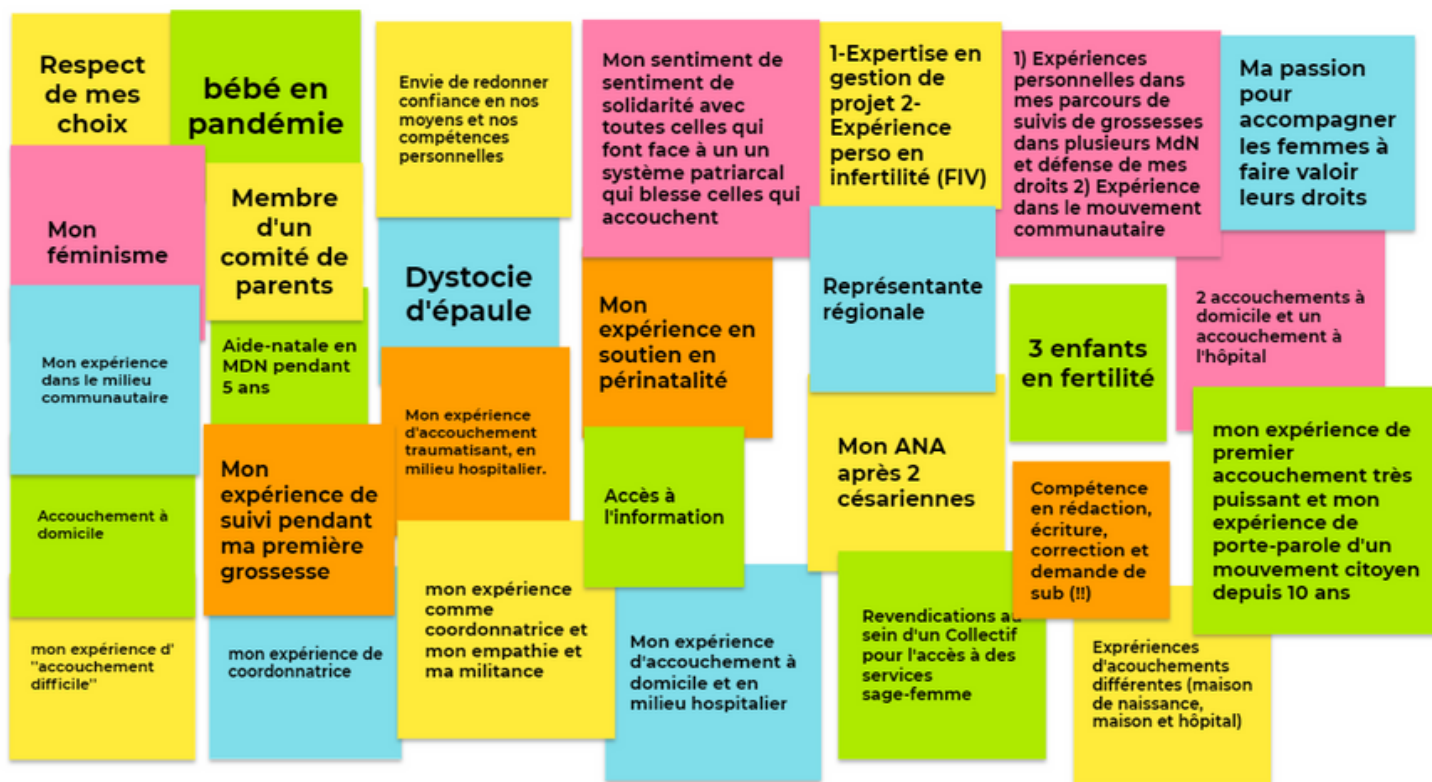 Respect
de mes
choix
bébé en
pandémie
Envie de redonner
confiance en nos
moyens et nos
compétences
personnelles
Mon sentiment de
sentiment de
solidarité avec
toutes celles qui
font face à un un
système patriarcal
qui blesse celles qui
accouchent
1-Expertise en
gestion de
projet 2-
Expérience
perso en
infertilité (FIV)
1) Expériences
personnelles dans
mes parcours de
suivis de grossesses
dans plusieurs MdN
et défense de mes
droits 2) Expérience
dans le mouvement
communautaire
Ma passion
pour
accompagner
les femmes à
faire valoir
leurs droits
Mon
féminisme
Membre
d'un
comité de
parents
Dystocie
d'épaule
Mon
expérience en
soutien en
périnatalité
Représentante
régionale
3 enfants
en fertilité
2 accouchements à
domicile et un
accouchement à
l'hôpital
Mon expérience
dans le milieu
communautaire
Aide-natale en
MDN pendant
5 ans
Mon expérience
d'accouchement
traumatisant, en
milieu hospitalier.
Mon ANA
après 2
césariennes
mon expérience de
premier
accouchement très
puissant et mon
expérience de
porte-parole d'un
mouvement citoyen
depuis 10 ans
Accouchement à
domicile
Mon
expérience de
suivi pendant
ma première
grossesse
Accès à
l'information
Compétence
en rédaction,
écriture,
correction et
demande de
sub (!!)
mon expérience d'
"accouchement
difficile"
mon expérience de
coordonnatrice
mon expérience
comme
coordonnatrice et
mon empathie et
ma militance
Mon expérience
d'accouchement à
domicile et en
milieu hospitalier
Revendications au
sein d'un Collectif
pour l'accès à des
services
sage-femme
Exprériences
d'acouchements
différentes (maison
de naissance,
maison et hôpital)